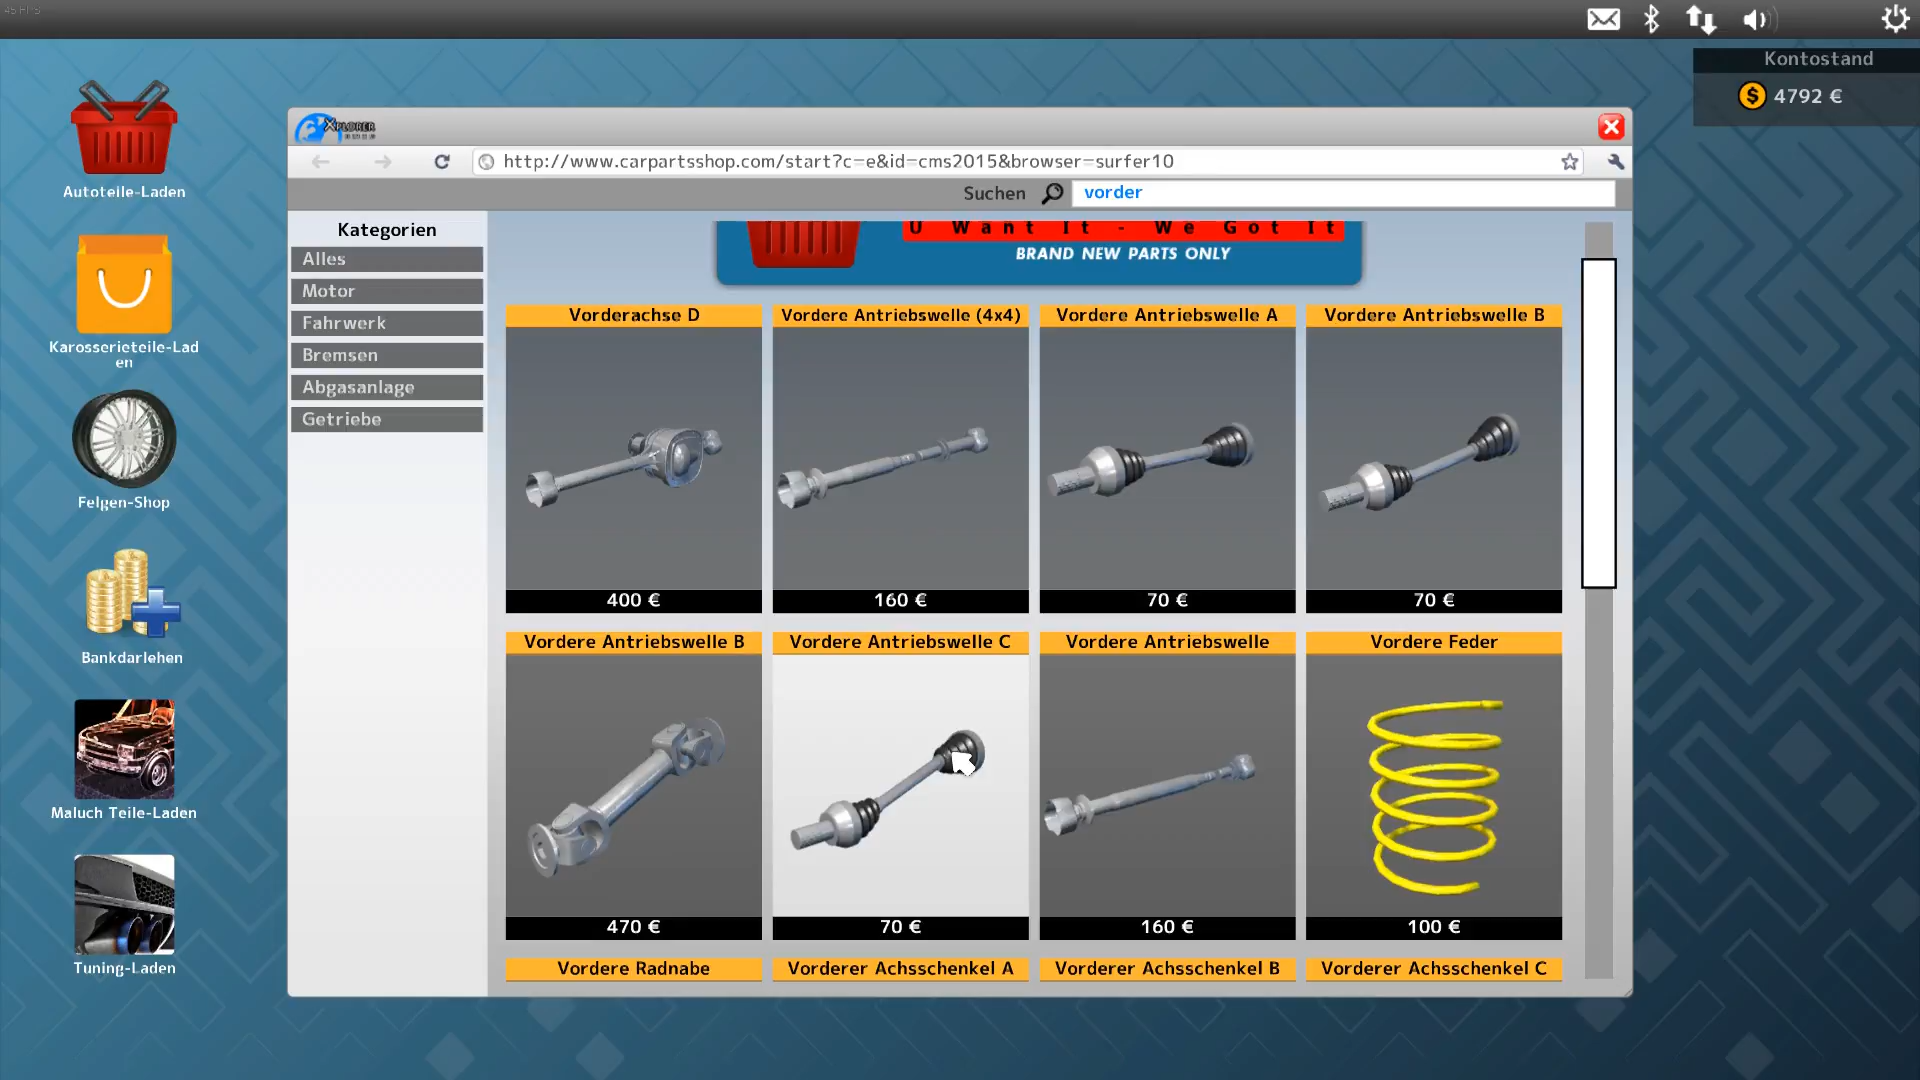 Kontostand
4792 €
XPLORER
http://www.carpartsshop.com/start?c=e&id=cms2015&browser=surfer10
Suchen
vorder
Autoteile-Laden
Karosserieteile-Lad
en
Felgen-Shop
Bankdarlehen
Maluch Teile-Laden
Tuning-Laden
Kategorien
Alles
Motor
Fahrwerk
Bremsen
Abgasanlage
Getriebe
U Want It - We Got It
BRAND NEW PARTS ONLY
Vorderachse D
Vordere Antriebswelle (4x4)
Vordere Antriebswelle A
Vordere Antriebswelle B
400 €
160 €
70 €
70 €
Vordere Antriebswelle B
Vordere Antriebswelle C
Vordere Antriebswelle
Vordere Feder
470 €
70 €
160 €
100 €
Vordere Radnabe
Vorderer Achsschenkel A
Vorderer Achsschenkel B
Vorderer Achsschenkel C